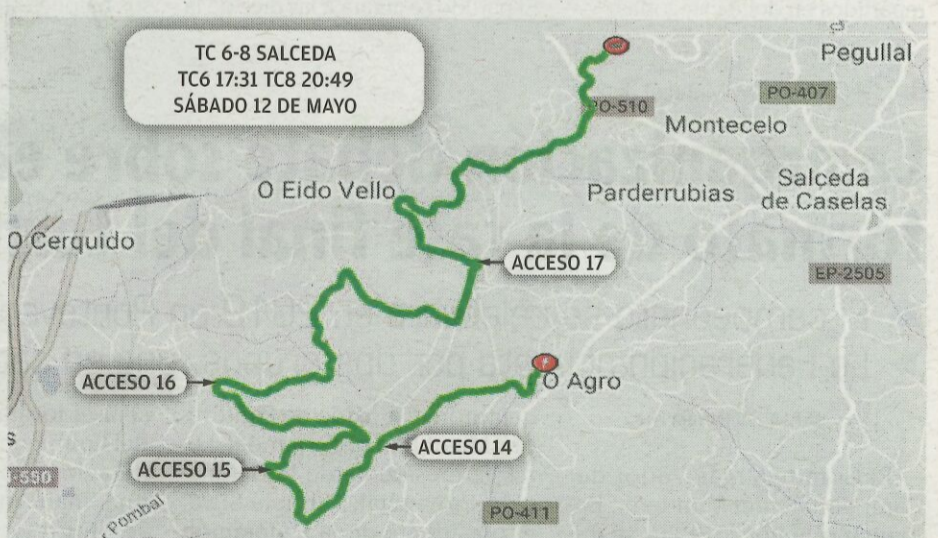 TC 6-8 SALCEDA
TC6 17:31 TC8 20:49
SÁBADO 12 DE MAYO
Pegullal
PO-407
PO-510
Montecelo
O Eido Vello
Parderrubias
Salceda
de Caselas
O Cerquido
ACCESO 17
EP-2505
ACCESO 16
O Agro
ACCESO 14
ACCESO 15
Pombal
PO-411